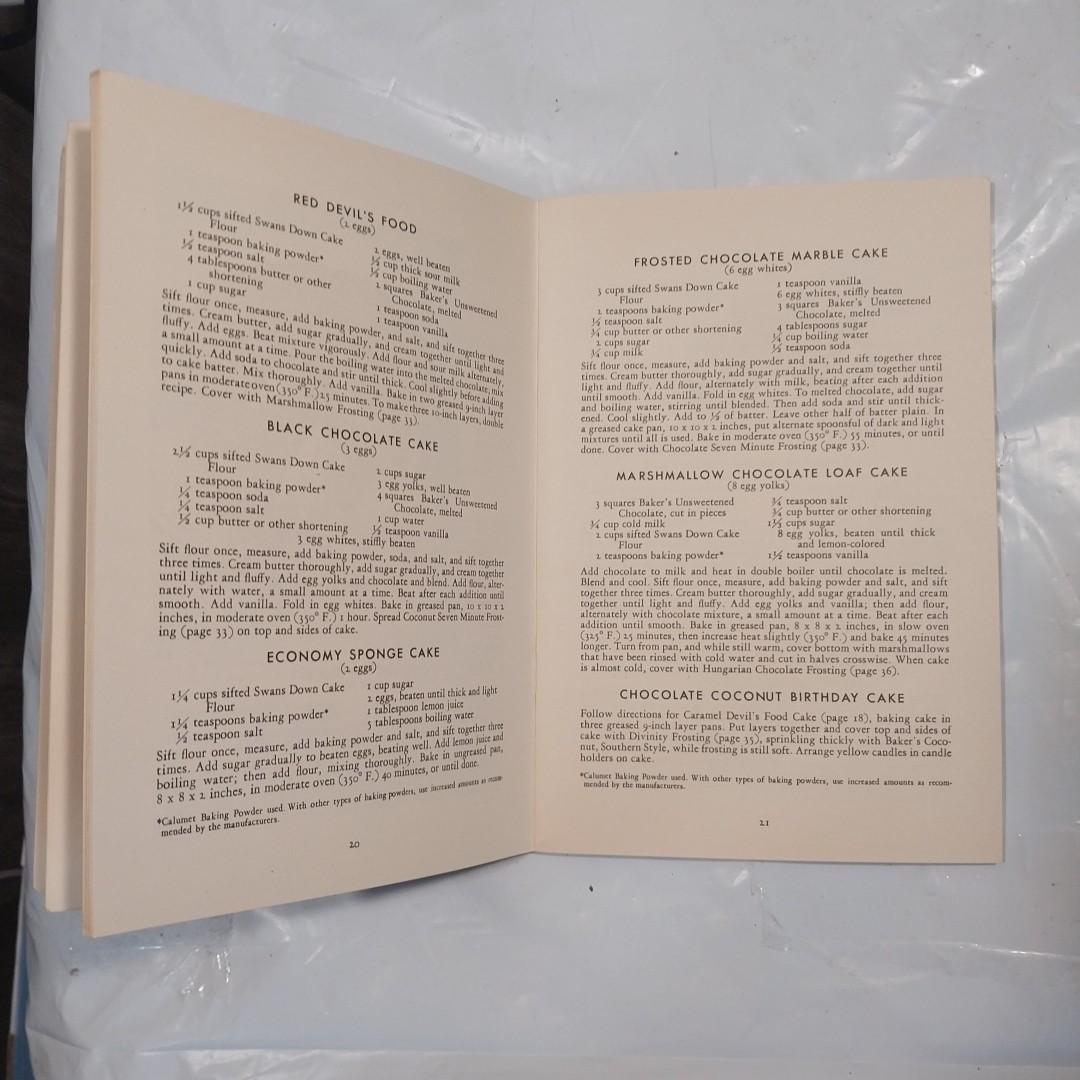 RED DEVIL'S FOOD
(2 eggs)
1⅓ cups sifted Swans Down Cake
Flour
1 teaspoon baking powder*
½ teaspoon salt
4 tablespoons butter or other
shortening
1 cup sugar
2 eggs, well beaten
cup thick sour milk
cup boiling water
2 squares Baker's Unsweetened
Chocolate, melted
1 teaspoon soda
1 teaspoon vanilla
Sift flour once, measure, add baking powder, and salt, and sift together three
times. Cream butter, add sugar gradually, and cream together until light and
fluffy. Add eggs. Beat mixture vigorously. Add flour and sour milk alternately,
a small amount at a time. Pour the boiling water into the melted chocolate, mix
quickly. Add soda to chocolate and stir until thick. Cool slightly before adding
to cake batter. Mix thoroughly. Add vanilla. Bake in two greased 9-inch layer
pans in moderate oven (350° F.) 25 minutes. To make three 10-inch layers, double
recipe. Cover with Marshmallow Frosting (page 33).
BLACK CHOCOLATE CAKE
(3 eggs)
2⅓ cups sifted Swans Down Cake
Flour
1 teaspoon baking powder*
¼ teaspoon soda
¼ teaspoon salt
cup butter or other shortening
2 cups sugar
3 egg yolks, well beaten
4 squares Baker's Unsweetened
Chocolate, melted
1 cup water
½ teaspoon vanilla
3 egg whites, stiffly beaten
Sift flour once, measure, add baking powder, soda, and salt, and sift together
three times. Cream butter thoroughly, add sugar gradually, and cream together
until light and fluffy. Add egg yolks and chocolate and blend. Add flour, alter-
nately with water, a small amount at a time. Beat after each addition until
smooth. Add vanilla. Fold in egg whites. Bake in greased pan, 10 x 10 x 2
inches, in moderate oven (350° F.) 1 hour. Spread Coconut Seven Minute Frost-
ing (page 33) on top and sides of cake.
ECONOMY SPONGE CAKE
(2 eggs)
1¼ cups sifted Swans Down Cake
Flour
1¼ teaspoons baking powder*
½ teaspoon salt
1 cup sugar
2 eggs, beaten until thick and light
1 tablespoon lemon juice
5 tablespoons boiling water
Sift flour once, measure, add baking powder and salt, and sift together three
times. Add sugar gradually to beaten eggs, beating well. Add lemon juice and
boiling water; then add flour, mixing thoroughly. Bake in ungreased pan,
8 x 8 x 2 inches, in moderate oven (350° F.) 40 minutes, or until done.
*Calumet Baking Powder used. With other types of baking powders, use increased amounts as recom-
mended by the manufacturers.
20
FROSTED CHOCOLATE MARBLE CAKE
(6 egg whites)
3 cups sifted Swans Down Cake
Flour
2 teaspoons baking powder*
½ teaspoon salt
¾ cup butter or other shortening
2 cups sugar
¾ cup milk
1 teaspoon vanilla
6 egg whites, stiffly beaten
3 squares Baker's Unsweetened
Chocolate, melted
4 tablespoons sugar
¼ cup boiling water
½ teaspoon soda
Sift flour once, measure, add baking powder and salt, and sift together three
times. Cream butter thoroughly, add sugar gradually, and cream together until
light and fluffy. Add flour, alternately with milk, beating after each addition
until smooth. Add vanilla. Fold in egg whites. To melted chocolate, add sugar
and boiling water, stirring until blended. Then add soda and stir until thick-
ened. Cool slightly. Add to ½ of batter. Leave other half of batter plain. In
a greased cake pan, 10 x 10 x 2 inches, put alternate spoonsful of dark and light
mixtures until all is used. Bake in moderate oven (350° F.) 55 minutes, or until
done. Cover with Chocolate Seven Minute Frosting (page 33).
MARSHMALLOW CHOCOLATE LOAF CAKE
(8 egg yolks)
3 squares Baker's Unsweetened
Chocolate, cut in pieces
¾ cup cold milk
2 cups sifted Swans Down Cake
Flour
2 teaspoons baking powder*
¼ teaspoon salt
¾ cup butter or other shortening
1⅓ cups sugar
8 egg yolks, beaten until thick
and lemon-colored
1½ teaspoons vanilla
Add chocolate to milk and heat in double boiler until chocolate is melted.
Blend and cool. Sift flour once, measure, add baking powder and salt, and sift
together three times. Cream butter thoroughly, add sugar gradually, and cream
together until light and fluffy. Add egg yolks and vanilla; then add flour,
alternately with chocolate mixture, a small amount at a time. Beat after each
addition until smooth. Bake in greased pan, 8 x 8 x 2 inches, in slow oven
(325° F.) 25 minutes, then increase heat slightly (350° F.) and bake 45 minutes
longer. Turn from pan, and while still warm, cover bottom with marshmallows
that have been rinsed with cold water and cut in halves crosswise. When cake
is almost cold, cover with Hungarian Chocolate Frosting (page 36).
CHOCOLATE COCONUT BIRTHDAY CAKE
Follow directions for Caramel Devil's Food Cake (page 18), baking cake in
three greased 9-inch layer pans. Put layers together and cover top and sides of
cake with Divinity Frosting (page 35), sprinkling thickly with Baker's Coco-
nut, Southern Style, while frosting is still soft. Arrange yellow candles in candle
holders on cake.
*Calumet Baking Powder used. With other types of baking powders, use increased amounts as recom-
mended by the manufacturers.
21